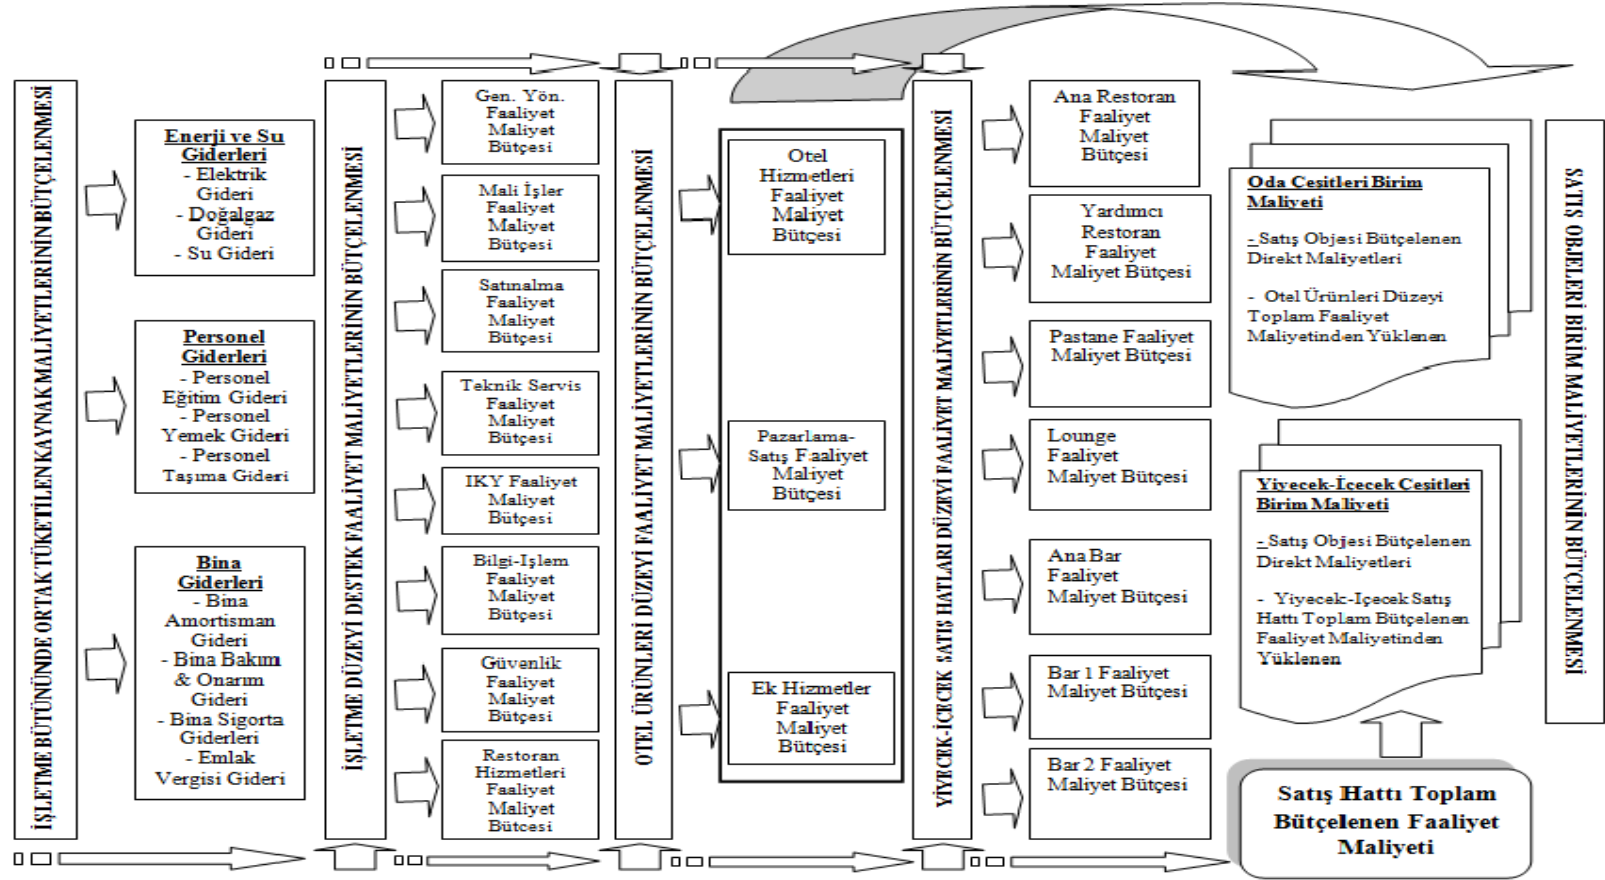 İŞLETME BÜTÜNÜNDE ORTAK TÜKETİLEN KAYNAK MALİYETLERİNİN BÜTÇELENMESİ
Enerji ve Su
Giderleri
- Elektrik
Gideri
- Doğalgaz
Gideri
- Su Gideri
Personel
Giderleri
- Personel
Eğitim Gideri
- Personel
Yemek Gideri
- Personel
Taşıma Gideri
Bina
Giderleri
- Bina
Amortisman
Gideri
- Bina Bakım
& Onarım
Gideri
- Bina Sigorta
Giderleri
- Emlak
Vergisi Gideri
İŞLETME DÜZEYİ DESTEK FAALİYET MALİYETLERİNİN BÜTÇELENMESİ
Gen. Yön.
Faaliyet
Maliyet
Bütçesi
Mali İşler
Faaliyet
Maliyet
Bütçesi
Satınalma
Faaliyet
Maliyet
Bütçesi
Teknik Servis
Faaliyet
Maliyet
Bütçesi
IKY Faaliyet
Maliyet
Bütçesi
Bilgi-Işlem
Faaliyet
Maliyet
Bütçesi
Güvenlik
Faaliyet
Maliyet
Bütçesi
Restoran
Hizmetleri
Faaliyet
Maliyet
Bütcesi
OTEL ÜRÜNLERİ DÜZEYİ FAALİYET MALİYETLERİNİN BÜTÇELENMESİ
Otel
Hizmetleri
Faaliyet
Maliyet
Bütçesi
Pazarlama-
Satış Faaliyet
Maliyet
Bütçesi
Ek Hizmetler
Faaliyet
Maliyet
Bütçesi
YİYECEK-İÇECEK SATIŞ HATLARI DÜZEYİ FAALİYET MALİYETLERİNİN BÜTÇELENMESİ
Ana Restoran
Faaliyet
Maliyet
Bütçesi
Yardımcı
Restoran
Faaliyet
Maliyet Bütçesi
Pastane Faaliyet
Maliyet Bütçesi
Lounge
Faaliyet
Maliyet Bütçesi
Ana Bar
Faaliyet
Maliyet Bütçesi
Bar 1 Faaliyet
Maliyet Bütçesi
Bar 2 Faaliyet
Maliyet Bütçesi
Oda Cesitleri Birim
Maliyeti
- Satış Objesi Bütçelenen
Direkt Maliyetleri
- Otel Ürünleri Düzeyi
Toplam Faaliyet
Maliyetinden Yüklenen
Yiyecek-İçecek Cesitleri
Birim Maliyeti
- Satış Objesi Bütçelenen
Direkt Maliyetleri
- Yiyecek-Içecek Satış
Hattı Toplam Bütçelenen
Faaliyet Maliyetinden
Yüklenen
Satış Hattı Toplam
Bütçelenen Faaliyet
Maliyeti
SATIŞ OBJELERİ BİRİM MALİYETLERİNİN BÜTÇELENMESİ